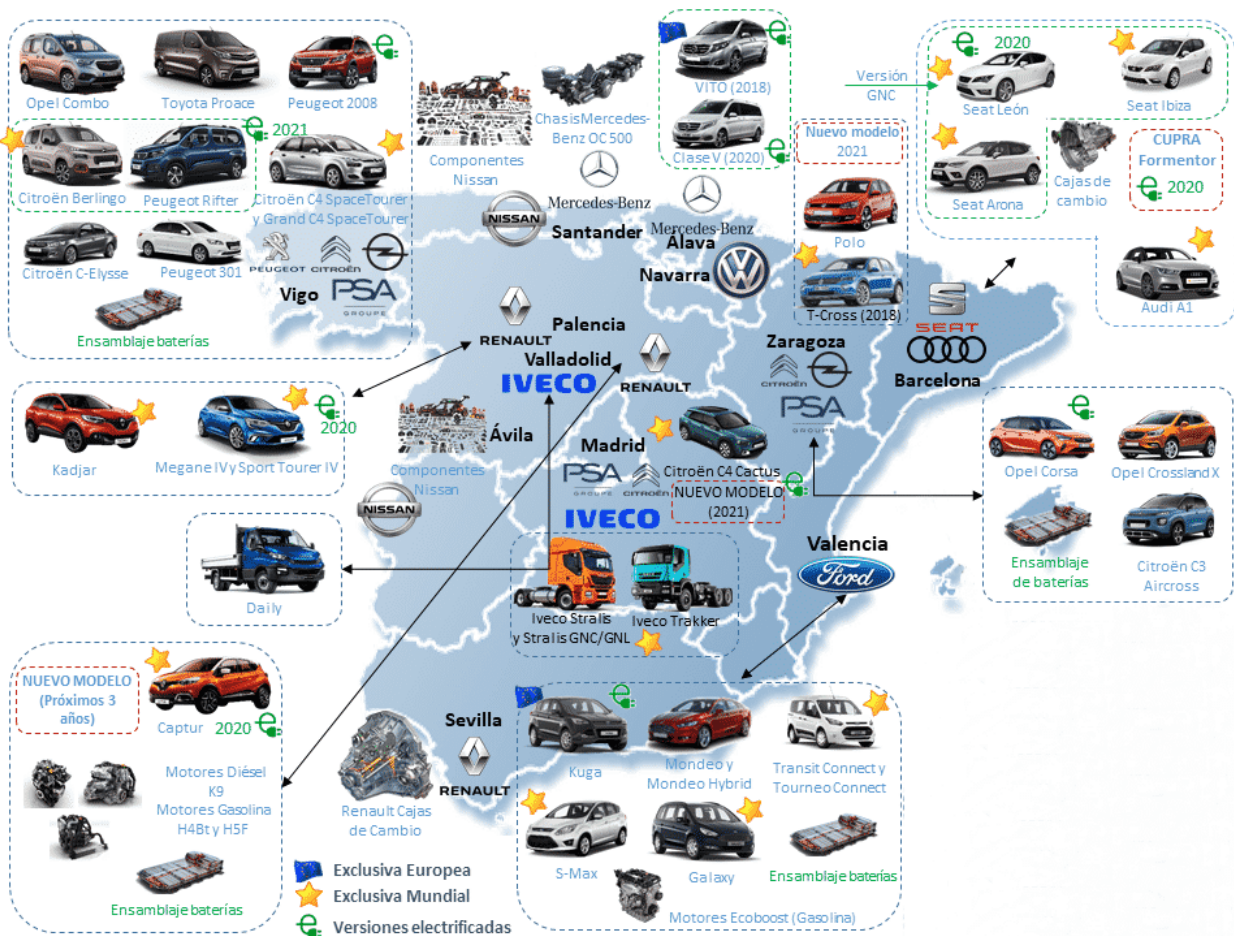 Opel Combo
Toyota Proace
Peugeot 2008
2021
Citroën Berlingo
Peugeot Rifter
Citroën C4 SpaceTourer
y Grand C4 SpaceTourer
Citroën C-Elysse
Peugeot 301
PEUGEOT
CITROËN
OPEL
Vigo
PSA
GROUPE
Ensamblaje baterías
Componentes
Nissan
Chasis Mercedes-
Benz OC 500
NISSAN
Mercedes-Benz
Santander
VITO (2018)
Clase V (2020)
Mercedes-Benz
Álava
Navarra
Nuevo modelo
2021
Polo
T-Cross (2018)
Versión
GNC
2020
Seat León
Seat Ibiza
Seat Arona
Cajas de
cambio
CUPRA
Formentor
2020
Audi A1
SEAT
Barcelona
RENAULT
Palencia
Valladolid
IVECO
RENAULT
Zaragoza
CITROËN
PSA
GROUPE
Kadjar
Megane IV y Sport Tourer IV
2020
Componentes
Nissan
Ávila
NISSAN
Madrid
PSA
GROUPE
CITROËN
IVECO
Citroën C4 Cactus
NUEVO MODELO
(2021)
Opel Corsa
Opel Crossland X
Ensamblaje
de baterías
Citroën C3
Aircross
Daily
Iveco Stralis
y Stralis GNC/GNL
Iveco Trakker
Valencia
Ford
NUEVO MODELO
(Próximos 3
años)
Captur
2020
Motores Diésel
K9
Motores Gasolina
H4Bt y H5F
Ensamblaje baterías
Renault Cajas
de Cambio
Sevilla
RENAULT
Kuga
Mondeo y
Mondeo Hybrid
Transit Connect y
Tourneo Connect
S-Max
Galaxy
Ensamblaje baterías
Motores Ecoboost (Gasolina)
Exclusiva Europea
Exclusiva Mundial
Versiones electrificadas